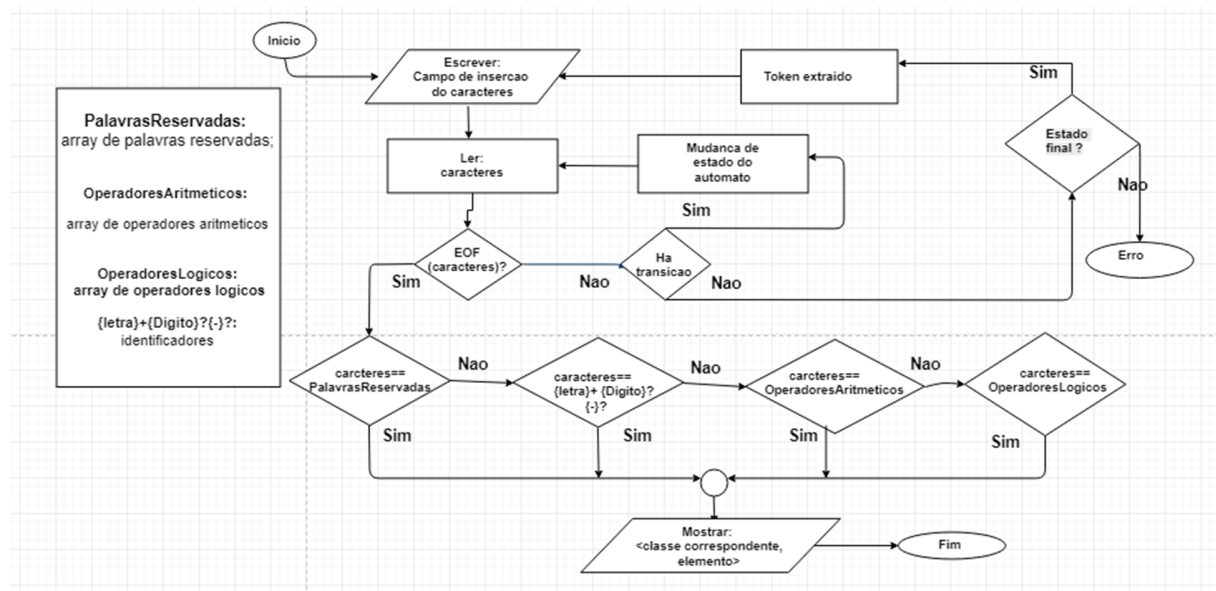 Inicio
Escrever:
Campo de insercao
do caracteres
Token extraido
Sim
Estado
final ?
Nao
Erro
PalavrasReservadas:
array de palavras reservadas;
OperadoresAritmeticos:
array de operadores aritmeticos
OperadoresLogicos:
array de operadores logicos
{letra}+{Digito}?{-}?:
identificadores
Ler:
caracteres
Mudanca de
estado do
automato
Sim
EOF
(caracteres)?
Sim
Nao
Ha
transicao
Nao
carcteres==
PalavrasReservadas
Nao
caracteres==
{letra}+ {Digito}?
{-}?
Nao
carcteres==
OperadoresAritmeticos
Nao
carcteres==
OperadoresLogicos
Sim
Sim
Sim
Sim
Mostrar:
<classe correspondente,
elemento>
Fim